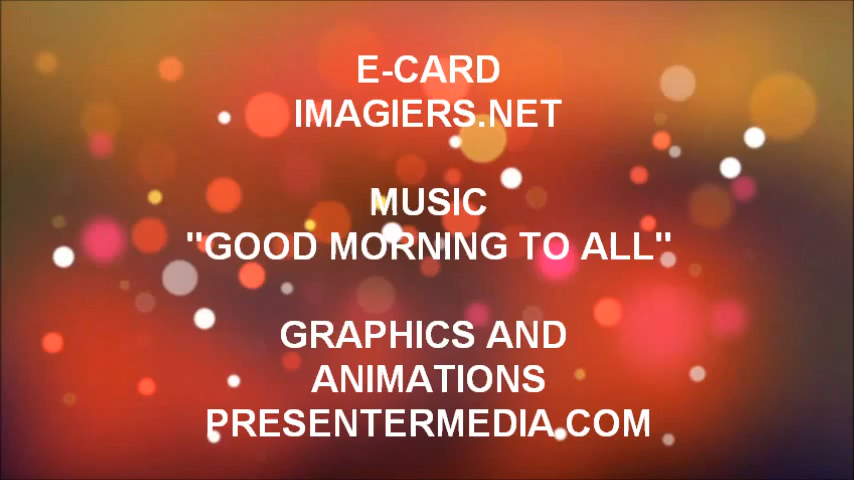 E-CARD
IMAGIERS.NET
MUSIC
"GOOD MORNING TO ALL"
GRAPHICS AND
ANIMATIONS
PRESENTERMEDIA.COM